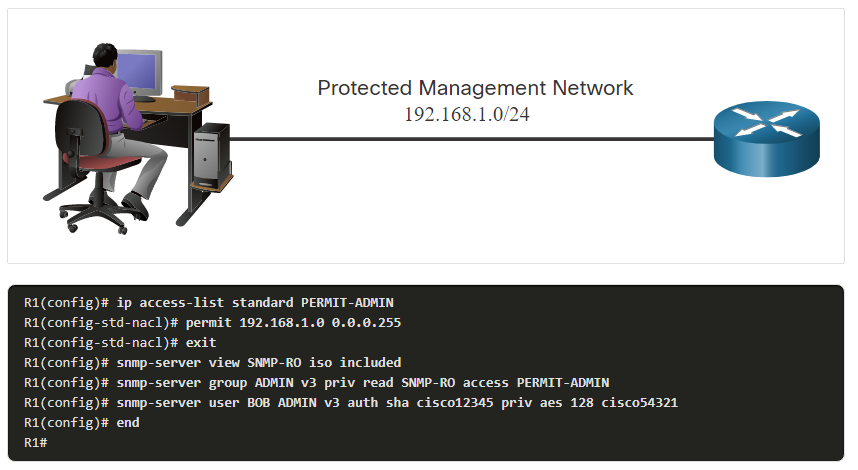 Protected Management Network
192.168.1.0/24
R1(config)# ip access-list standard PERMIT-ADMIN
R1(config-std-nacl)# permit 192.168.1.0 0.0.0.255
R1(config-std-nacl)# exit
R1(config)# snmp-server view SNMP-RO iso included
R1(config)# snmp-server group ADMIN v3 priv read SNMP-RO access PERMIT-ADMIN
R1(config)# snmp-server user BOB ADMIN v3 auth sha cisco12345 priv aes 128 cisco54321
R1(config)# end
R1#